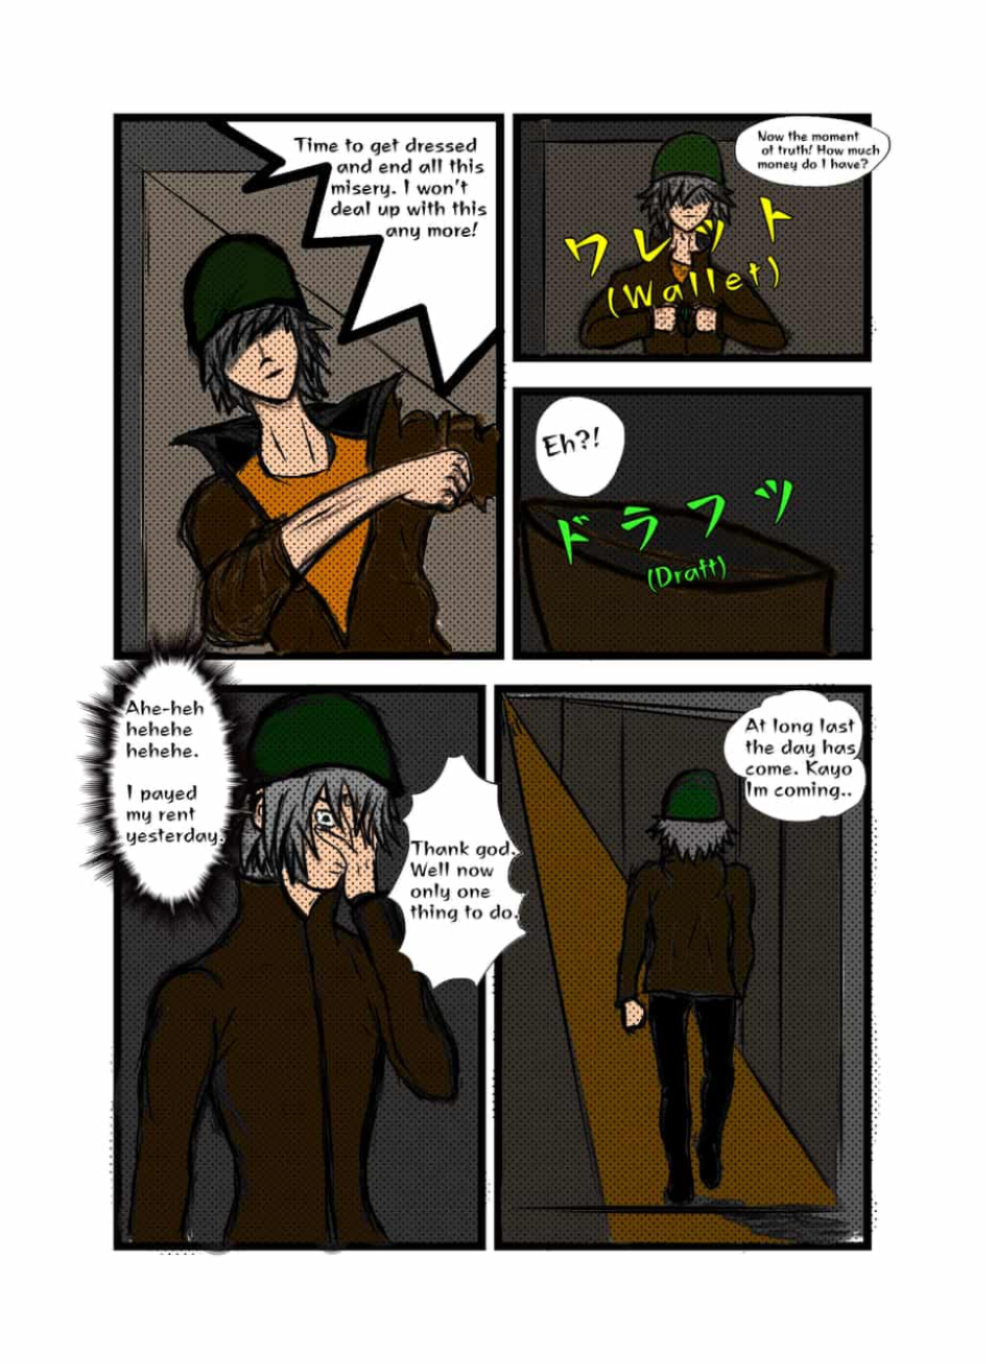 Time to get dressed
and end all this
misery. I won't
deal up with this
any more!
Now the moment
of truth! How much
money do I have?
ワレット
(Wallet)
Eh?!
ドラフツ
(Draft)
Ahe-heh
hehehe
hehehe.
I payed
my rent
yesterday.
Thank god.
Well now
only one
thing to do.
At long last
the day has
come. Kayo
Im coming..